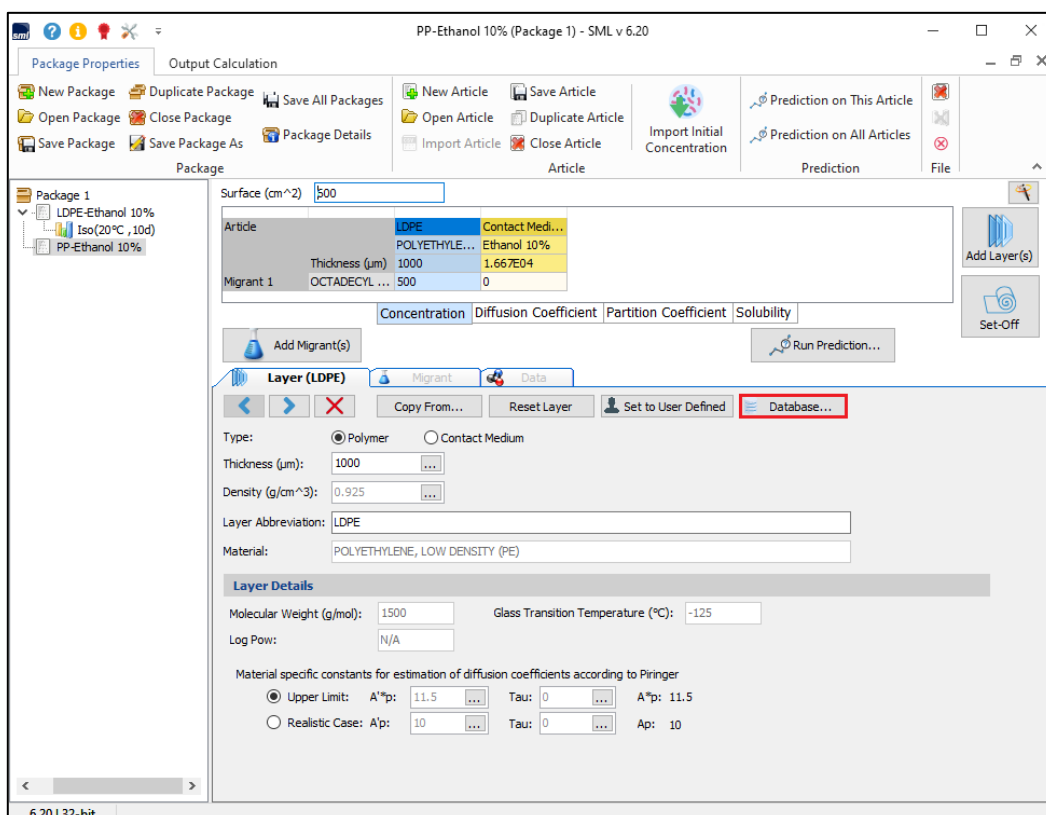 sml
PP-Ethanol 10% (Package 1) - SML v 6.20
Package Properties Output Calculation
New Package Duplicate Package Save All Packages New Article Save Article Prediction on This Article
Open Package Close Package Open Article Duplicate Article Import Initial Concentration
Save Package Save Package As Package Details Import Article Close Article Prediction on All Articles
Package Article Prediction File
Package 1
LDPE-Ethanol 10%
Iso(20°C ,10d)
PP-Ethanol 10%
Surface (cm^2) 500
Article LDPE Contact Medi...
POLYETHYLE... Ethanol 10%
Thickness (µm) 1000 1.667E04
Migrant 1 OCTADECYL ... 500 0
Add Layer(s)
Set-Off
Concentration Diffusion Coefficient Partition Coefficient Solubility
Add Migrant(s) Run Prediction...
Layer (LDPE) Migrant Data
Copy From... Reset Layer Set to User Defined Database...
Type: Polymer Contact Medium
Thickness (µm): 1000 ...
Density (g/cm^3): 0.925 ...
Layer Abbreviation: LDPE
Material: POLYETHYLENE, LOW DENSITY (PE)
Layer Details
Molecular Weight (g/mol): 1500 Glass Transition Temperature (°C): -125
Log Pow: N/A
Material specific constants for estimation of diffusion coefficients according to Piringer
Upper Limit: A'*p: 11.5 ... Tau: 0 ... A*p: 11.5
Realistic Case: A'p: 10 ... Tau: 0 ... Ap: 10
6.20 | 32-bit